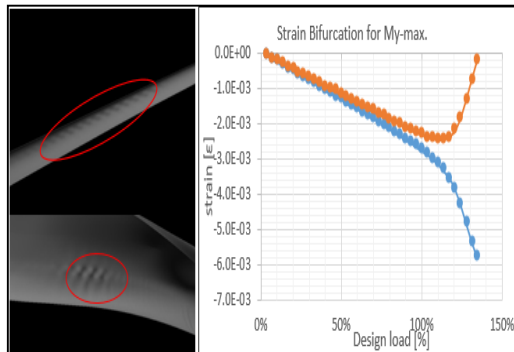 Strain Bifurcation for My-max.
0.0E+00
-1.0E-03
-2.0E-03
-3.0E-03
-4.0E-03
-5.0E-03
-6.0E-03
-7.0E-03
strain [ε]
0%
50%
100%
150%
Design load [%]